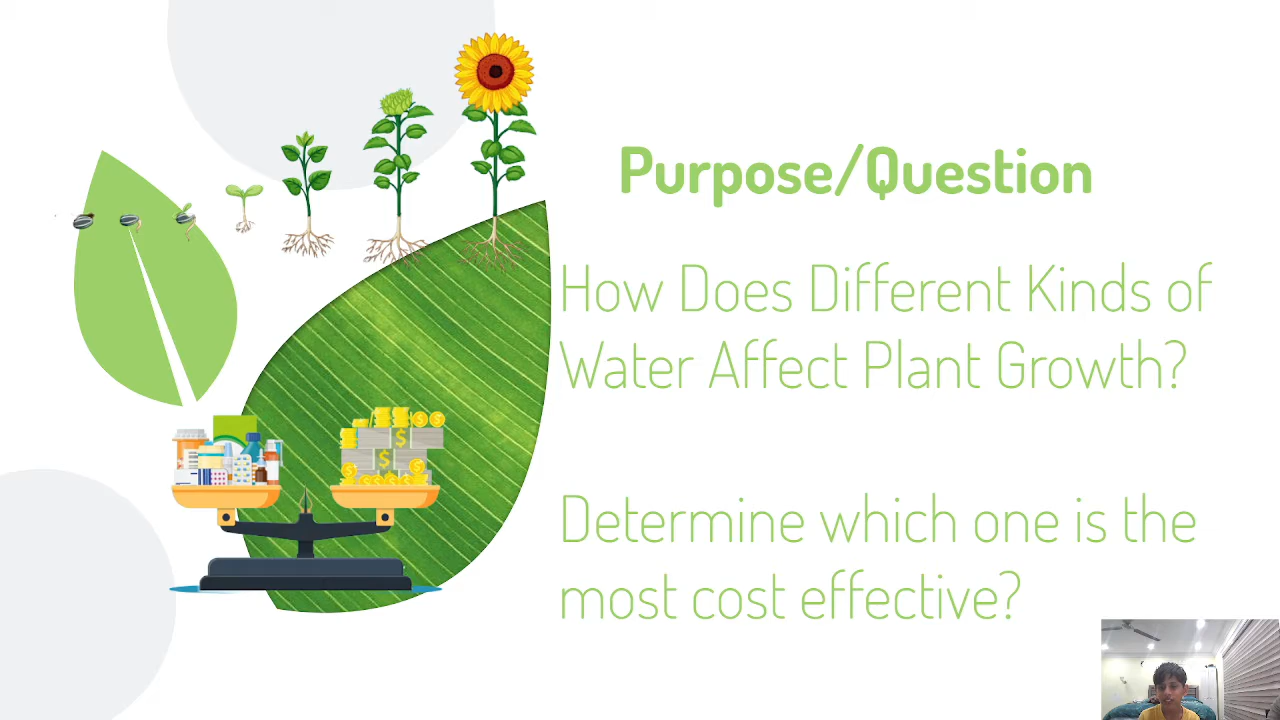 Purpose/Question
How Does Different Kinds of
Water Affect Plant Growth?
Determine which one is the
most cost effective?